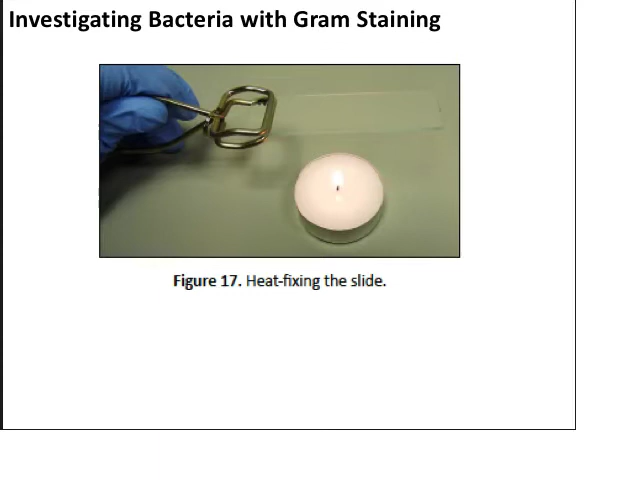 Investigating Bacteria with Gram Staining
Figure 17. Heat-fixing the slide.